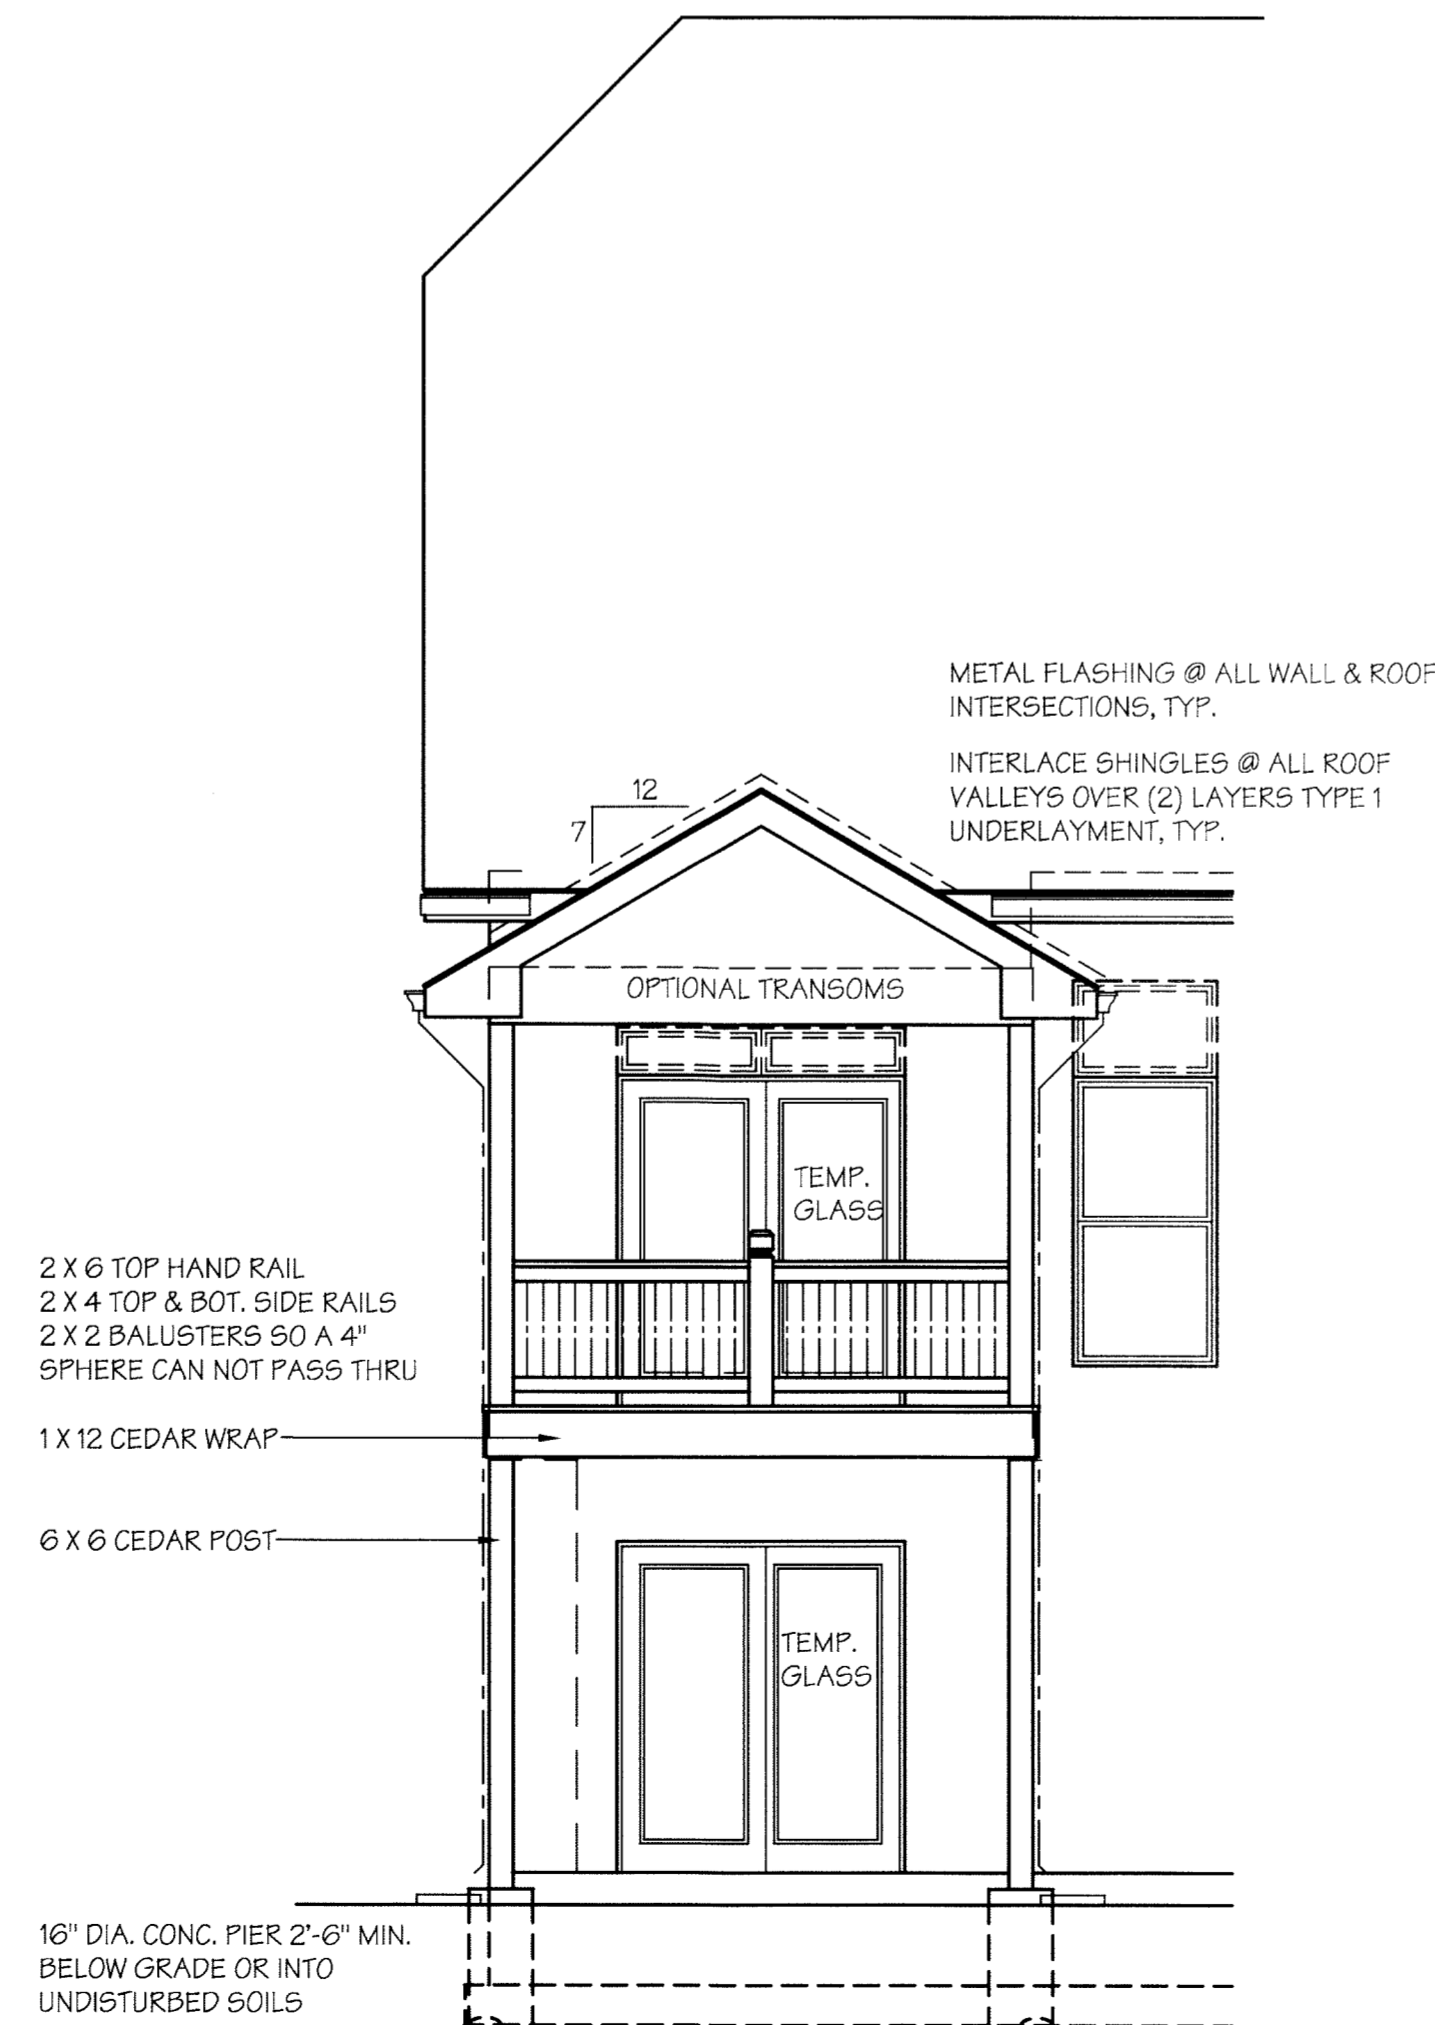 METAL FLASHING @ ALL WALL & ROOF
INTERSECTIONS, TYP.
INTERLACE SHINGLES @ ALL ROOF
VALLEYS OVER (2) LAYERS TYPE 1
UNDERLAYMENT, TYP.
12
7
OPTIONAL TRANSOMS
TEMP.
GLASS
2 X 6 TOP HAND RAIL
2 X 4 TOP & BOT. SIDE RAILS
2 X 2 BALUSTERS SO A 4"
SPHERE CAN NOT PASS THRU
1 X 12 CEDAR WRAP
6 X 6 CEDAR POST
TEMP.
GLASS
16" DIA. CONC. PIER 2'-6" MIN.
BELOW GRADE OR INTO
UNDISTURBED SOILS